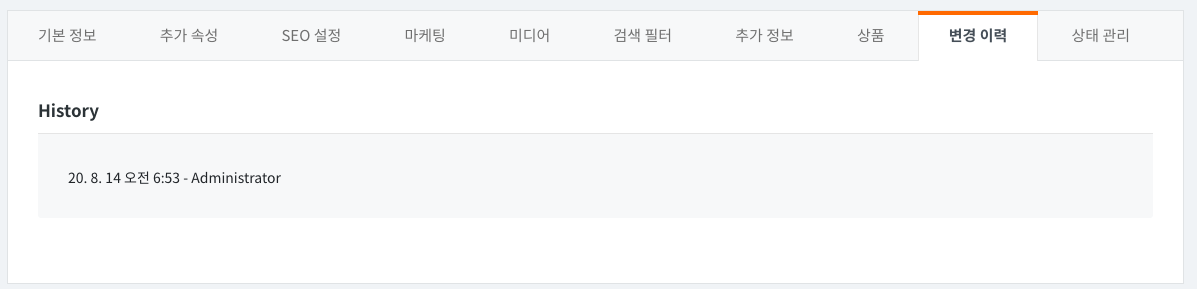 기본 정보 추가 속성 SEO 설정 마케팅 미디어 검색 필터 추가 정보 상품 변경 이력 상태 관리
History
20. 8. 14 오전 6:53 - Administrator